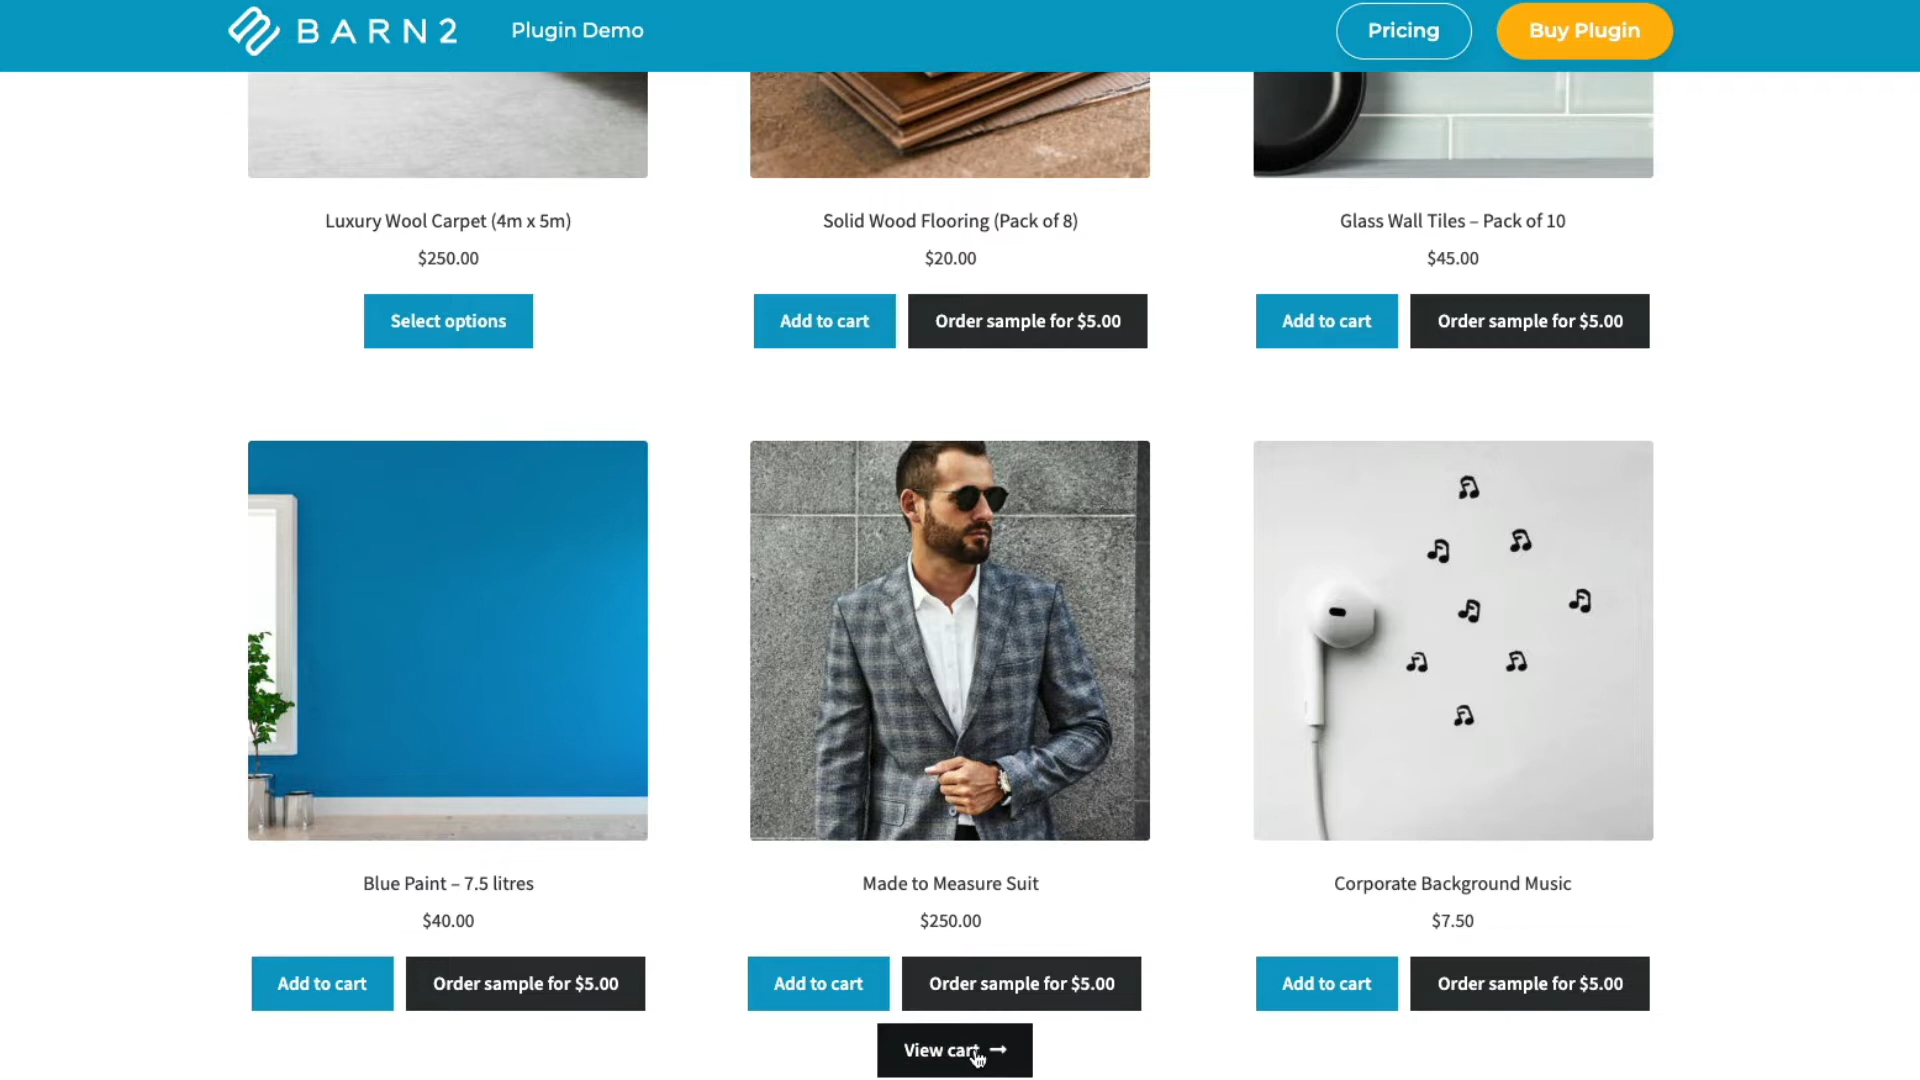 BARN2
Plugin Demo
Pricing
Buy Plugin
Luxury Wool Carpet (4m x 5m)
$250.00
Select options
Solid Wood Flooring (Pack of 8)
$20.00
Add to cart
Order sample for $5.00
Glass Wall Tiles – Pack of 10
$45.00
Add to cart
Order sample for $5.00
Blue Paint – 7.5 litres
$40.00
Add to cart
Order sample for $5.00
Made to Measure Suit
$250.00
Add to cart
Order sample for $5.00
View cart →
Corporate Background Music
$7.50
Add to cart
Order sample for $5.00